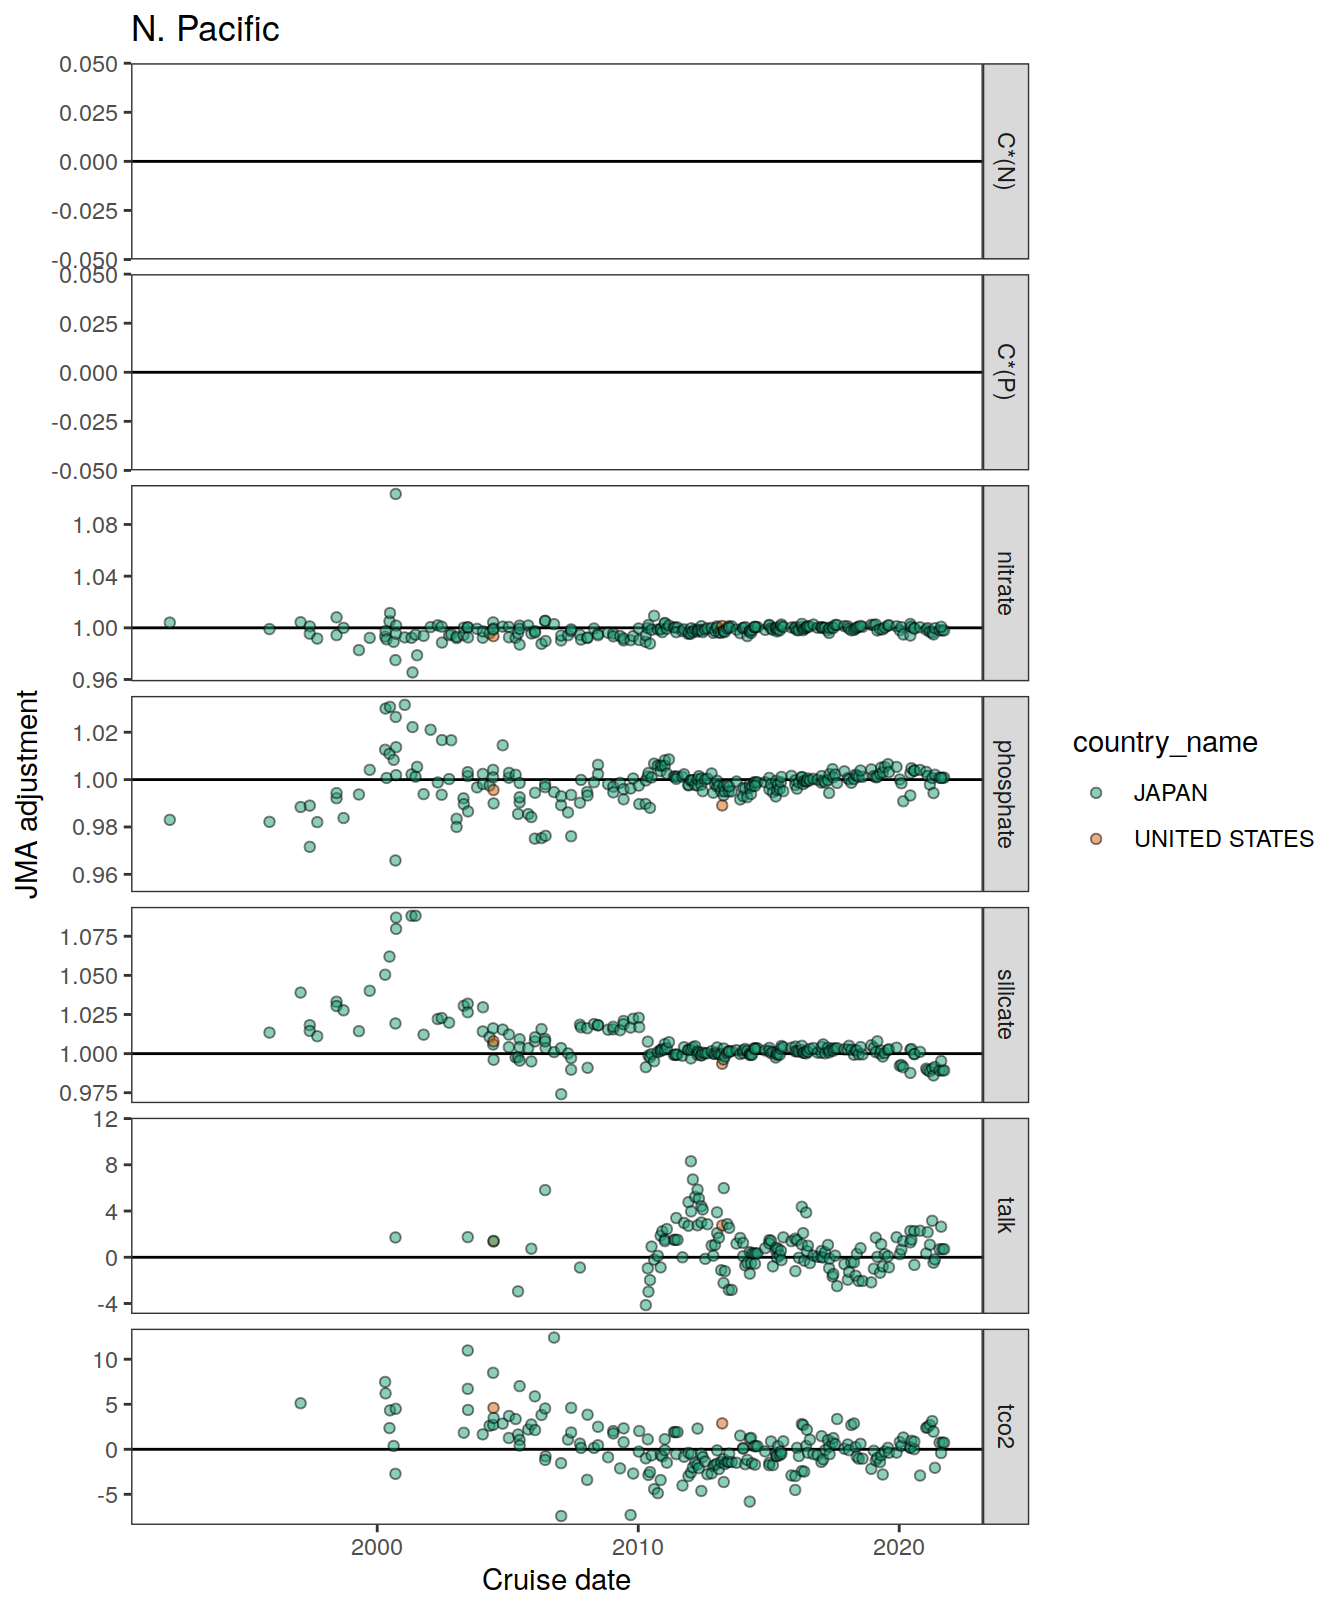 N. Pacific
0.050
0.025
0.000
-0.025
-0.050
C*(N)
0.050
0.025
0.000
-0.025
-0.050
C*(P)
1.08
1.04
1.00
0.96
nitrate
1.02
1.00
0.98
0.96
phosphate
1.075
1.050
1.025
1.000
0.975
silicate
12
8
4
0
-4
talk
10
5
0
-5
tco2
2000
2010
2020
Cruise date
JMA adjustment
country_name
JAPAN
UNITED STATES